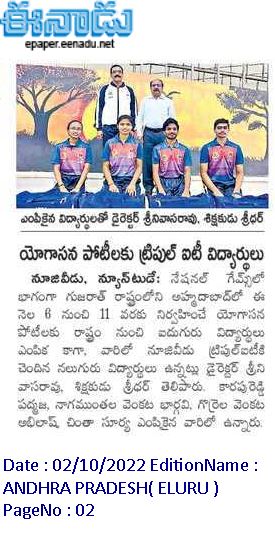 ఈనాడు
epaper.eenadu.net
ఎంపికైన విద్యార్థులతో డైరెక్టర్ శ్రీనివాసరావు, శిక్షకుడు శ్రీధర్
యోగాసన పోటీలకు ట్రిపుల్ ఐటీ విద్యార్థులు
నూజివీడు, న్యూస్‌టుడే: నేషనల్ గేమ్స్‌లో
భాగంగా గుజరాత్ రాష్ట్రంలోని అహ్మదాబాద్‌లో ఈ
నెల 6 నుంచి 11 వరకు నిర్వహించే యోగాసన
పోటీలకు రాష్ట్రం నుంచి ఐదుగురు విద్యార్థులు
ఎంపిక కాగా, వారిలో నూజివీడు ట్రిపుల్‌ఐటీకి
చెందిన నలుగురు విద్యార్థులు ఉన్నట్లు డైరెక్టర్ శ్రీని
వాసరావు, శిక్షకుడు శ్రీధర్ తెలిపారు. కారపురెడ్డి
పద్మజ, నాగముంతల వెంకట భార్గవి, గొర్రెల వెంకట
అభిలాష్ చింతా సూర్య ఎంపికైన వారిలో ఉన్నారు.
Date : 02/10/2022 EditionName :
ANDHRA PRADESH( ELURU )
PageNo : 02